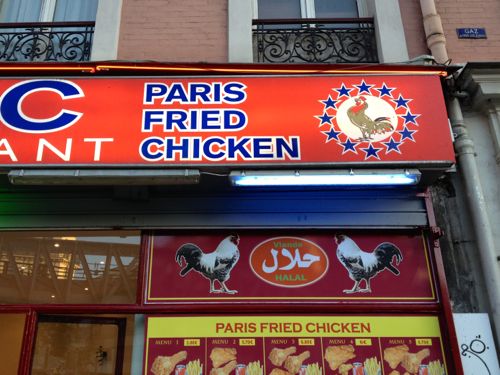 GAZ
C
PARIS
FRIED
CHICKEN
ANT
Viande
حلال
HALAL
PARIS FRIED CHICKEN
MENU 1
MENU 2
MENU 3
MENU 4
MENU 5